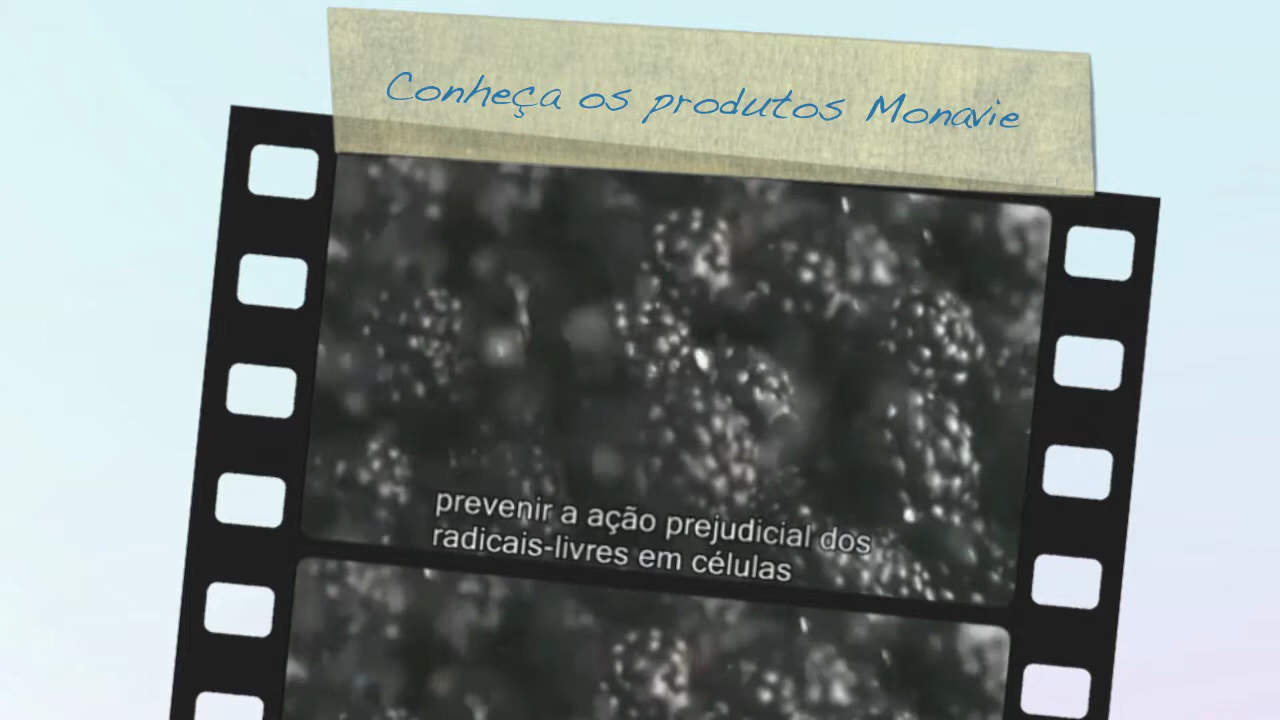 Conheça os produtos Monavie
prevenir a ação prejudicial dos
radicais-livres em células